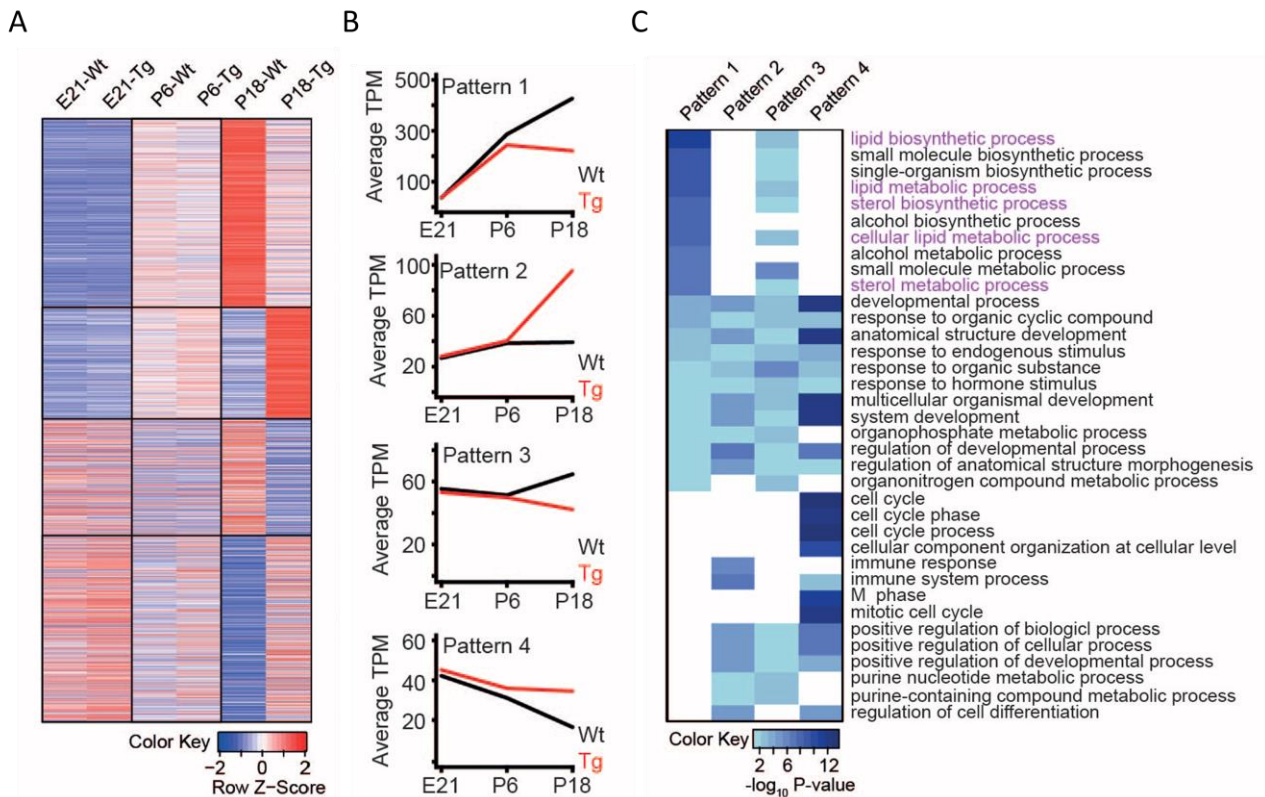 A
E21-Wt
E21-Tg
P6-Wt
P6-Tg
P18-Wt
P18-Tg
Color Key
−2 0 2
Row Z−Score
B
Pattern 1
Average TPM
500
300
100
Wt
Tg
E21 P6 P18
Pattern 2
Average TPM
100
60
20
Wt
Tg
E21 P6 P18
Pattern 3
Average TPM
60
20
Wt
Tg
E21 P6 P18
Pattern 4
Average TPM
60
40
20
Wt
Tg
E21 P6 P18
C
Pattern 1
Pattern 2
Pattern 3
Pattern 4
lipid biosynthetic process
small molecule biosynthetic process
single-organism biosynthetic process
lipid metabolic process
sterol biosynthetic process
alcohol biosynthetic process
cellular lipid metabolic process
alcohol metabolic process
small molecule metabolic process
sterol metabolic process
developmental process
response to organic cyclic compound
anatomical structure development
response to endogenous stimulus
response to organic substance
response to hormone stimulus
multicellular organismal development
system development
organophosphate metabolic process
regulation of developmental process
regulation of anatomical structure morphogenesis
organonitrogen compound metabolic process
cell cycle
cell cycle phase
cell cycle process
cellular component organization at cellular level
immune response
immune system process
M phase
mitotic cell cycle
positive regulation of biologicl process
positive regulation of cellular process
positive regulation of developmental process
purine nucleotide metabolic process
purine-containing compound metabolic process
regulation of cell differentiation
Color Key
2 6 12
-log10 P-value